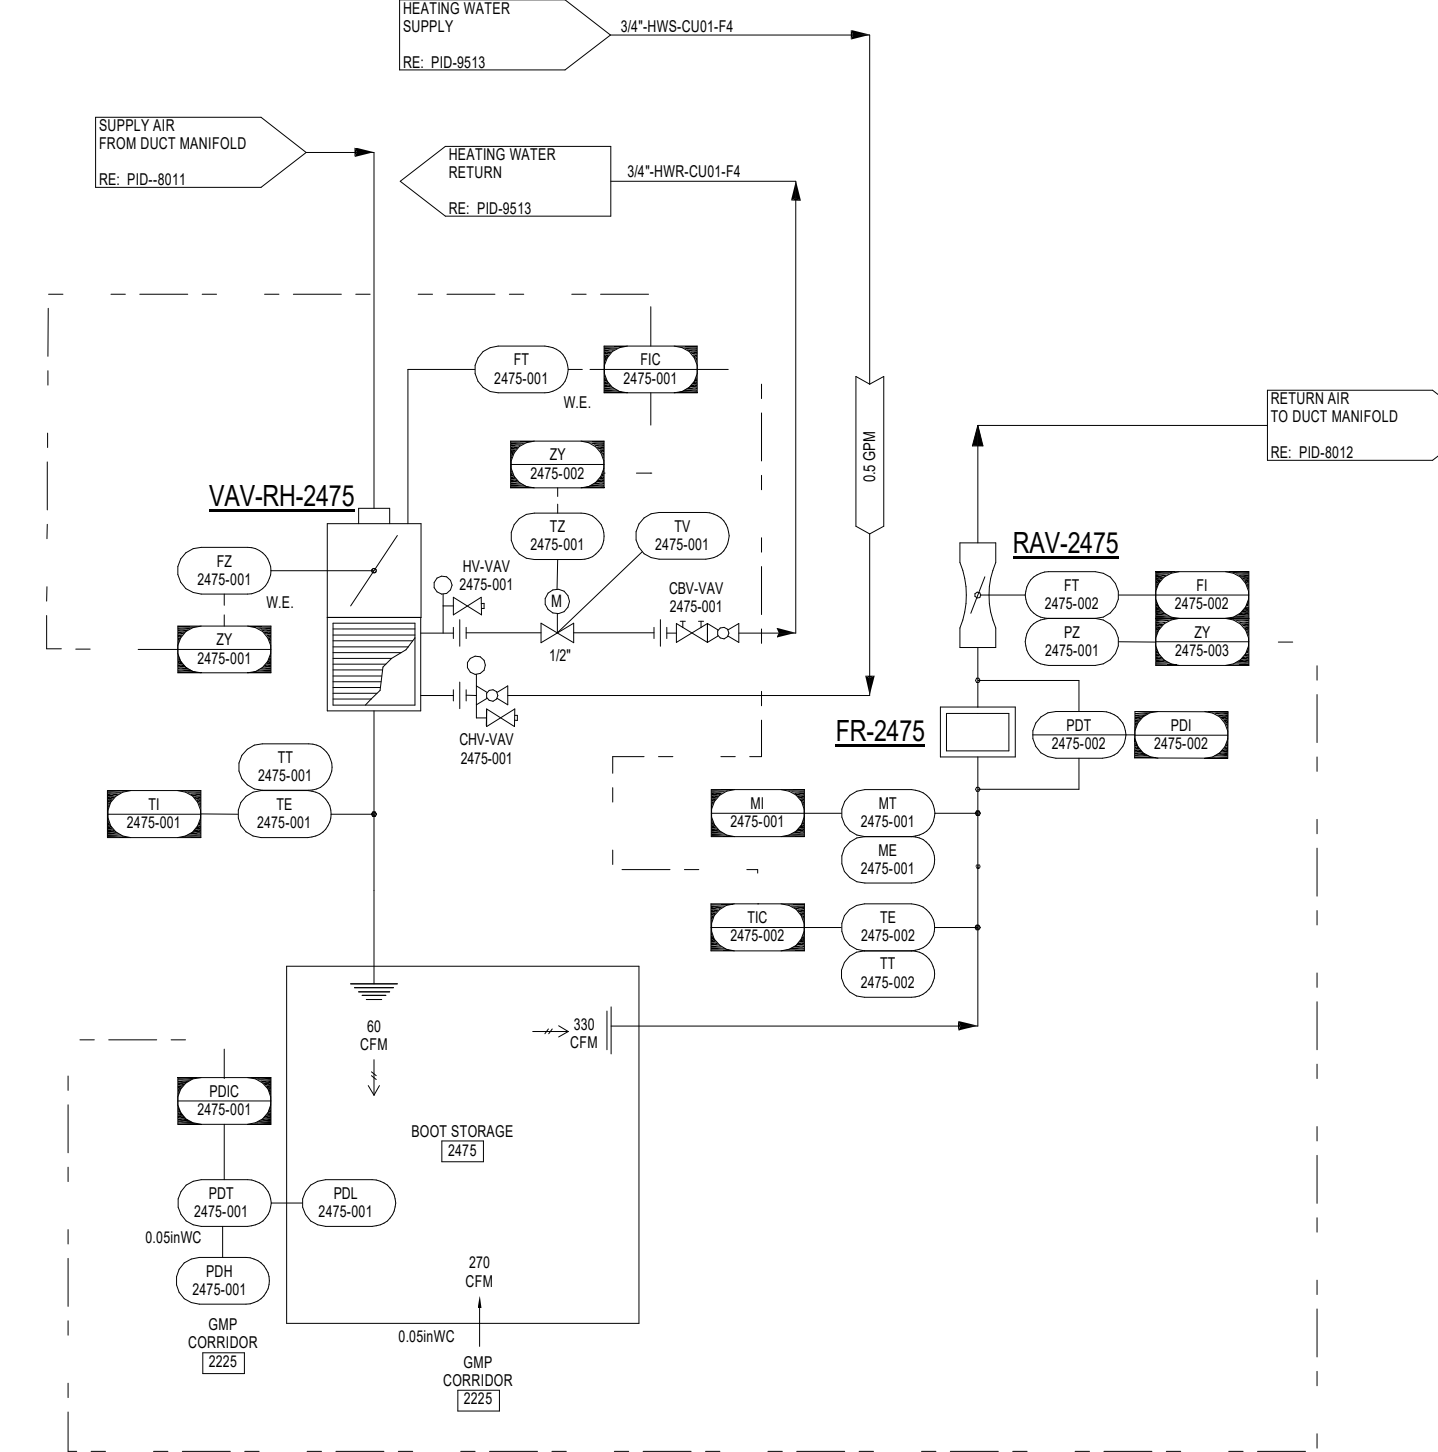 HEATING WATER
SUPPLY
RE: PID-9513
3/4"-HWS-CU01-F4
SUPPLY AIR
FROM DUCT MANIFOLD
RE: PID--8011
HEATING WATER
RETURN
RE: PID-9513
3/4"-HWR-CU01-F4
FT
2475-001
W.E.
FIC
2475-001
ZY
2475-002
0.5 GPM
RETURN AIR
TO DUCT MANIFOLD
RE: PID-8012
VAV-RH-2475
TZ
2475-001
TV
2475-001
RAV-2475
FZ
2475-001
W.E.
HV-VAV
2475-001
M
CBV-VAV
2475-001
FT
2475-002
FI
2475-002
ZY
2475-001
1/2"
PZ
2475-001
ZY
2475-003
CHV-VAV
2475-001
FR-2475
PDT
2475-002
PDI
2475-002
TT
2475-001
TI
2475-001
TE
2475-001
MI
2475-001
MT
2475-001
ME
2475-001
TIC
2475-002
TE
2475-002
TT
2475-002
60
CFM
330
CFM
PDIC
2475-001
BOOT STORAGE
2475
PDT
2475-001
PDL
2475-001
0.05inWC
PDH
2475-001
270
CFM
GMP
CORRIDOR
2225
0.05inWC
GMP
CORRIDOR
2225